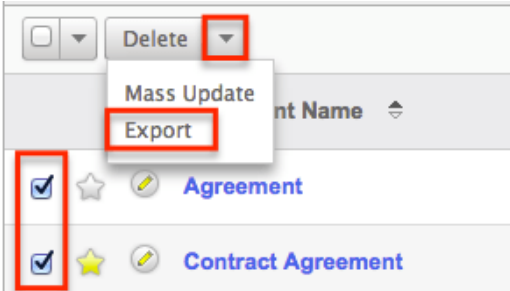 Delete
Mass Update
Export
nt Name
Agreement
Contract Agreement